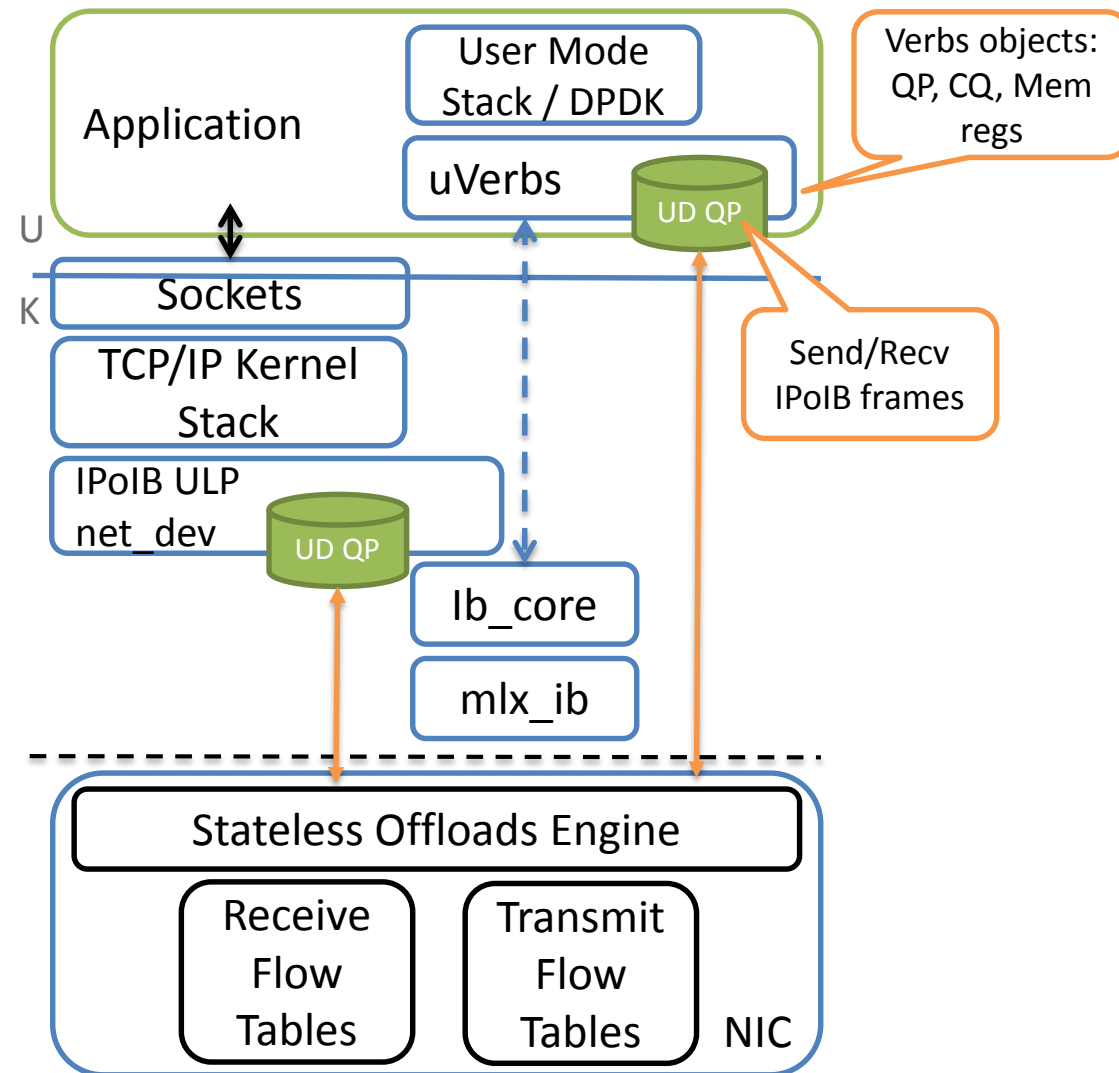 Application
User Mode
Stack / DPDK
uVerbs
UD QP
Verbs objects:
QP, CQ, Mem
regs
U
K
Sockets
TCP/IP Kernel
Stack
Send/Recv
IPoIB frames
IPoIB ULP
net_dev
UD QP
Ib_core
mlx_ib
Stateless Offloads Engine
Receive
Flow
Tables
Transmit
Flow
Tables
NIC